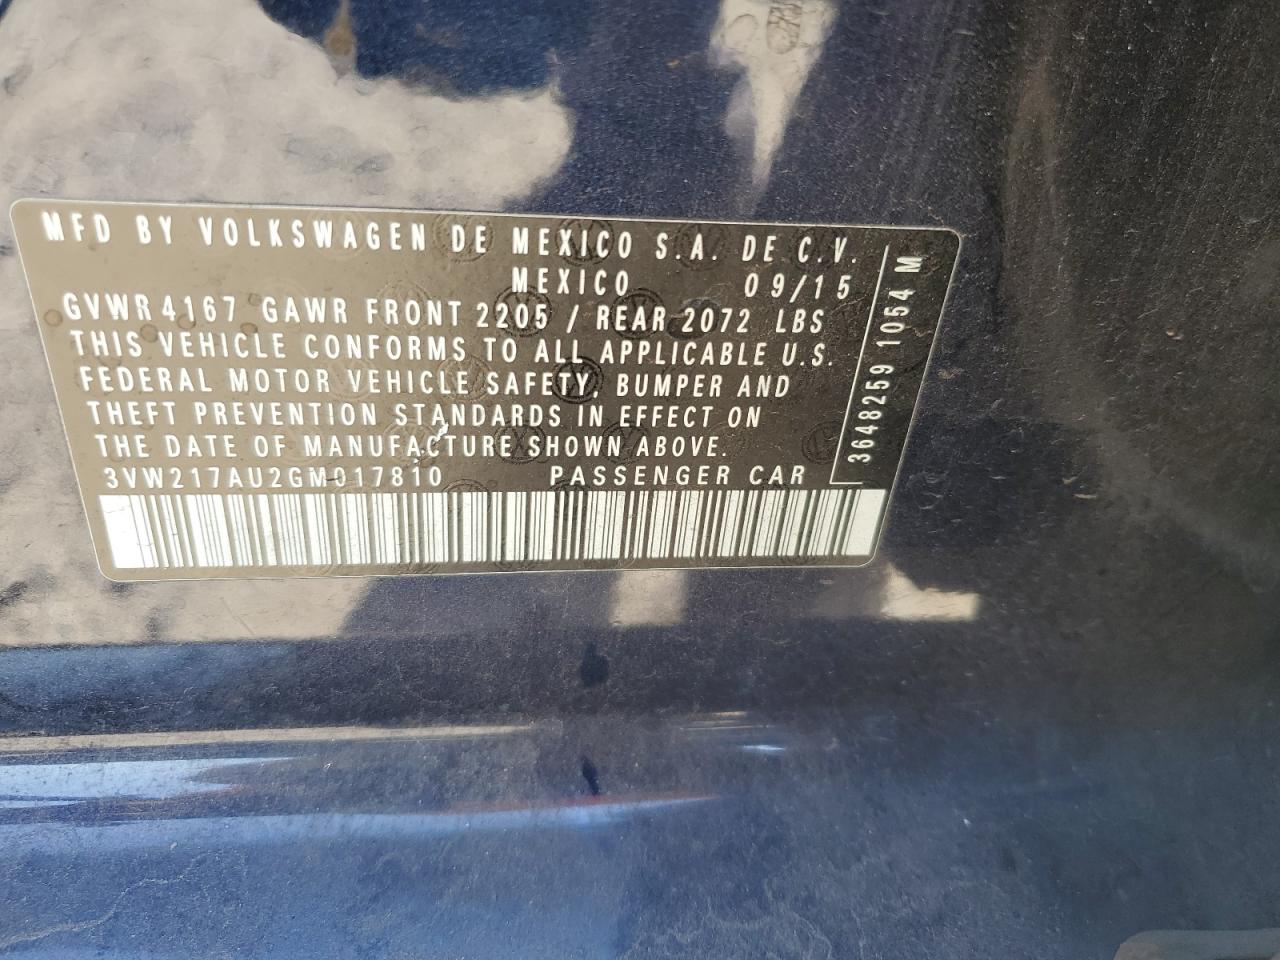 MFD BY VOLKSWAGEN DE MEXICO S.A. DE C.V.
MEXICO 09/15
GVWR 4167 GAWR FRONT 2205 / REAR 2072 LBS
THIS VEHICLE CONFORMS TO ALL APPLICABLE U.S.
FEDERAL MOTOR VEHICLE SAFETY, BUMPER AND
THEFT PREVENTION STANDARDS IN EFFECT ON
THE DATE OF MANUFACTURE SHOWN ABOVE.
3VW217AU2GM017810 PASSENGER CAR
3648259 1054 M